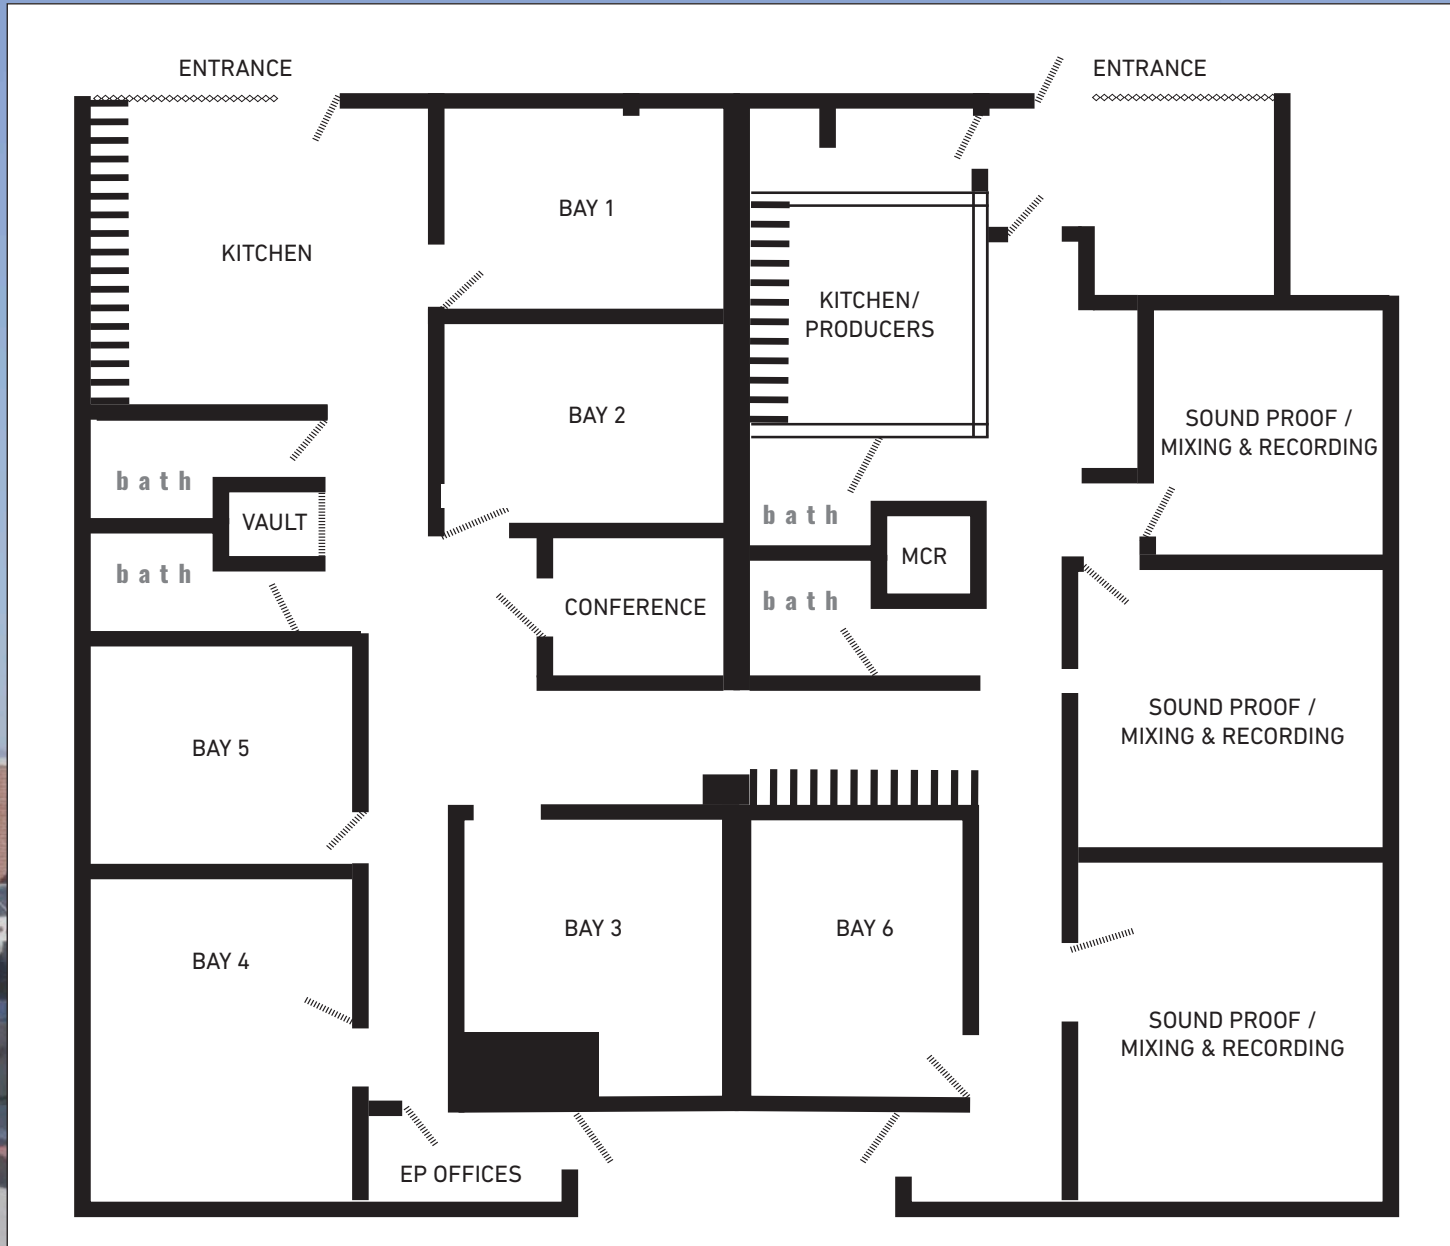 ENTRANCE
ENTRANCE
BAY 1
KITCHEN
KITCHEN/
PRODUCERS
BAY 2
SOUND PROOF /
MIXING & RECORDING
bath
VAULT
bath
MCR
bath
bath
CONFERENCE
SOUND PROOF /
MIXING & RECORDING
BAY 5
BAY 3
BAY 6
BAY 4
SOUND PROOF /
MIXING & RECORDING
EP OFFICES